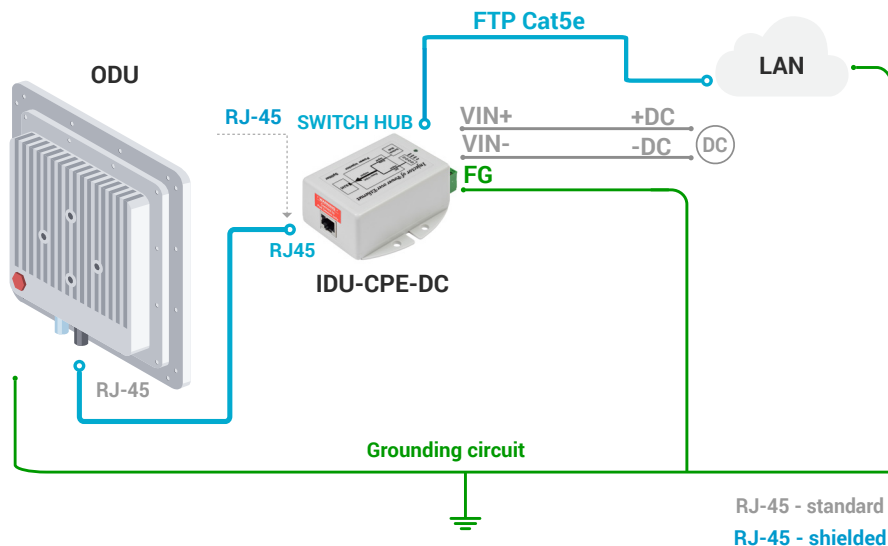 FTP Cat5e
ODU
LAN
RJ-45
SWITCH HUB
VIN+
+DC
VIN-
-DC
DC
FG
RJ45
IDU-CPE-DC
RJ-45
Grounding circuit
RJ-45 - standard
RJ-45 - shielded